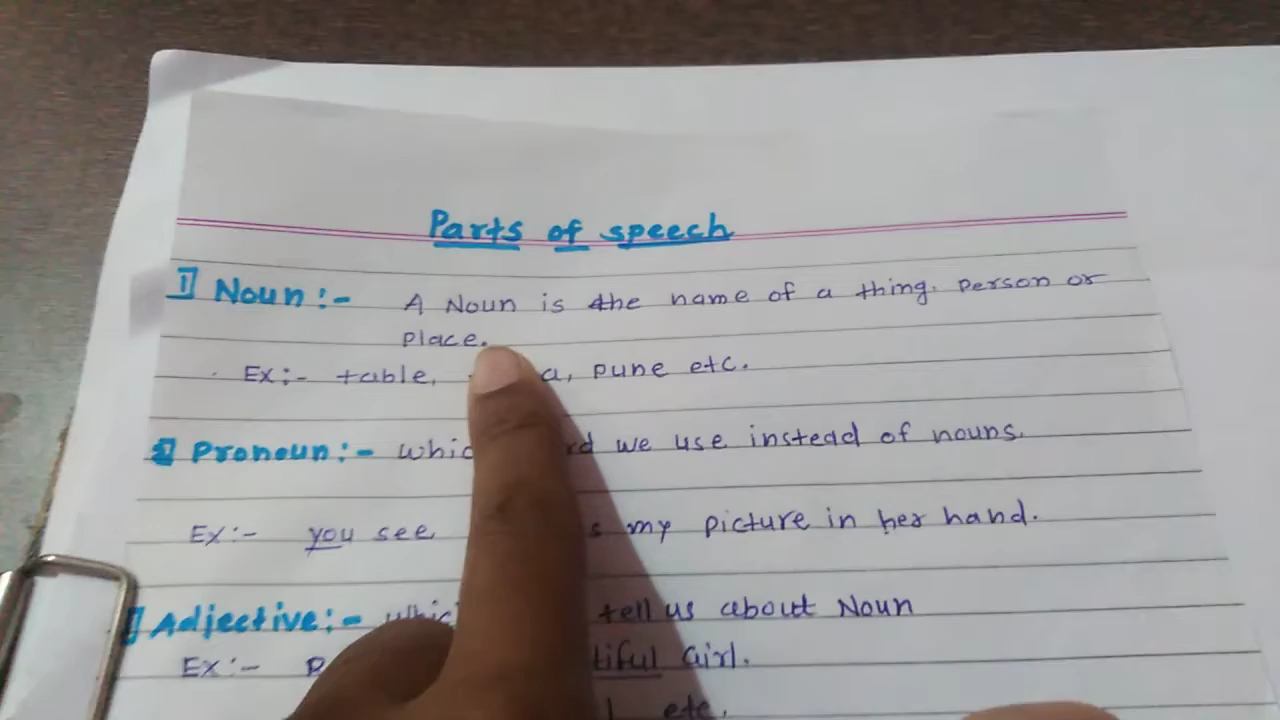 Parts of speech
1] Noun :- A Noun is the name of a thing. Person or
Place.
Ex:- table, pune etc.
2] Pronoun :- we use instead of nouns.
Ex:- you see my picture in her hand.
Adjective :- tell us about Noun
Ex:- Girl.
etc.